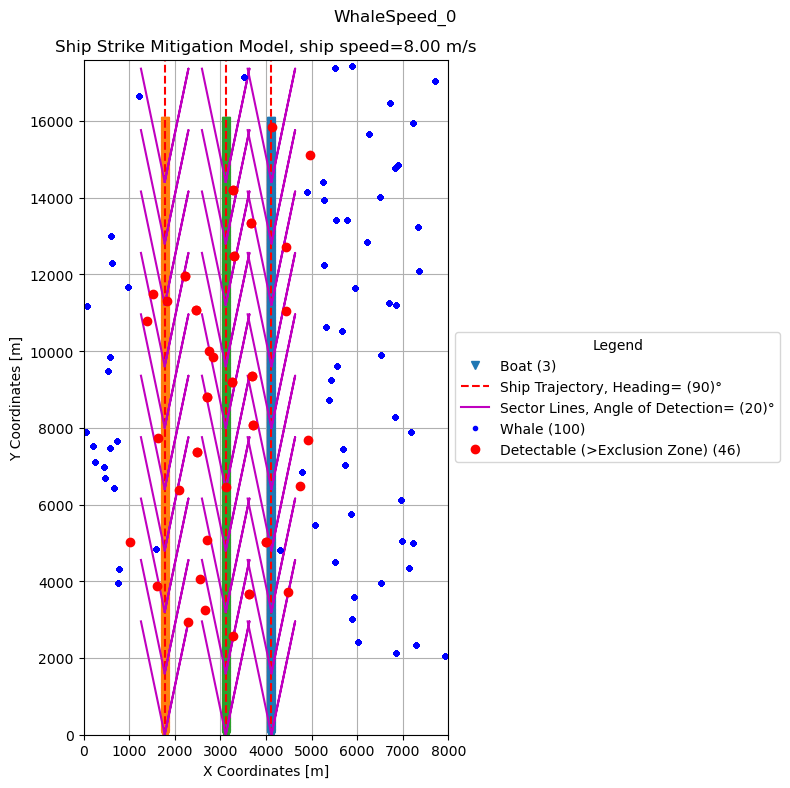 WhaleSpeed_0
Ship Strike Mitigation Model, ship speed=8.00 m/s
16000
14000
12000
10000
8000
6000
4000
2000
0
Y Coordinates [m]
0 1000 2000 3000 4000 5000 6000 7000 8000
X Coordinates [m]
Legend
Boat (3)
Ship Trajectory, Heading= (90)°
Sector Lines, Angle of Detection= (20)°
Whale (100)
Detectable (>Exclusion Zone) (46)